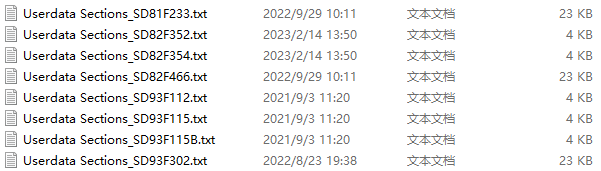 Userdata Sections_SD81F233.txt 2022/9/29 10:11 文本文档 23 KB
Userdata Sections_SD82F352.txt 2023/2/14 13:50 文本文档 4 KB
Userdata Sections_SD82F354.txt 2023/2/14 13:50 文本文档 4 KB
Userdata Sections_SD82F466.txt 2022/9/29 10:11 文本文档 23 KB
Userdata Sections_SD93F112.txt 2021/9/3 11:20 文本文档 4 KB
Userdata Sections_SD93F115.txt 2021/9/3 11:20 文本文档 4 KB
Userdata Sections_SD93F115B.txt 2021/9/3 11:20 文本文档 4 KB
Userdata Sections_SD93F302.txt 2022/8/23 19:38 文本文档 4 KB